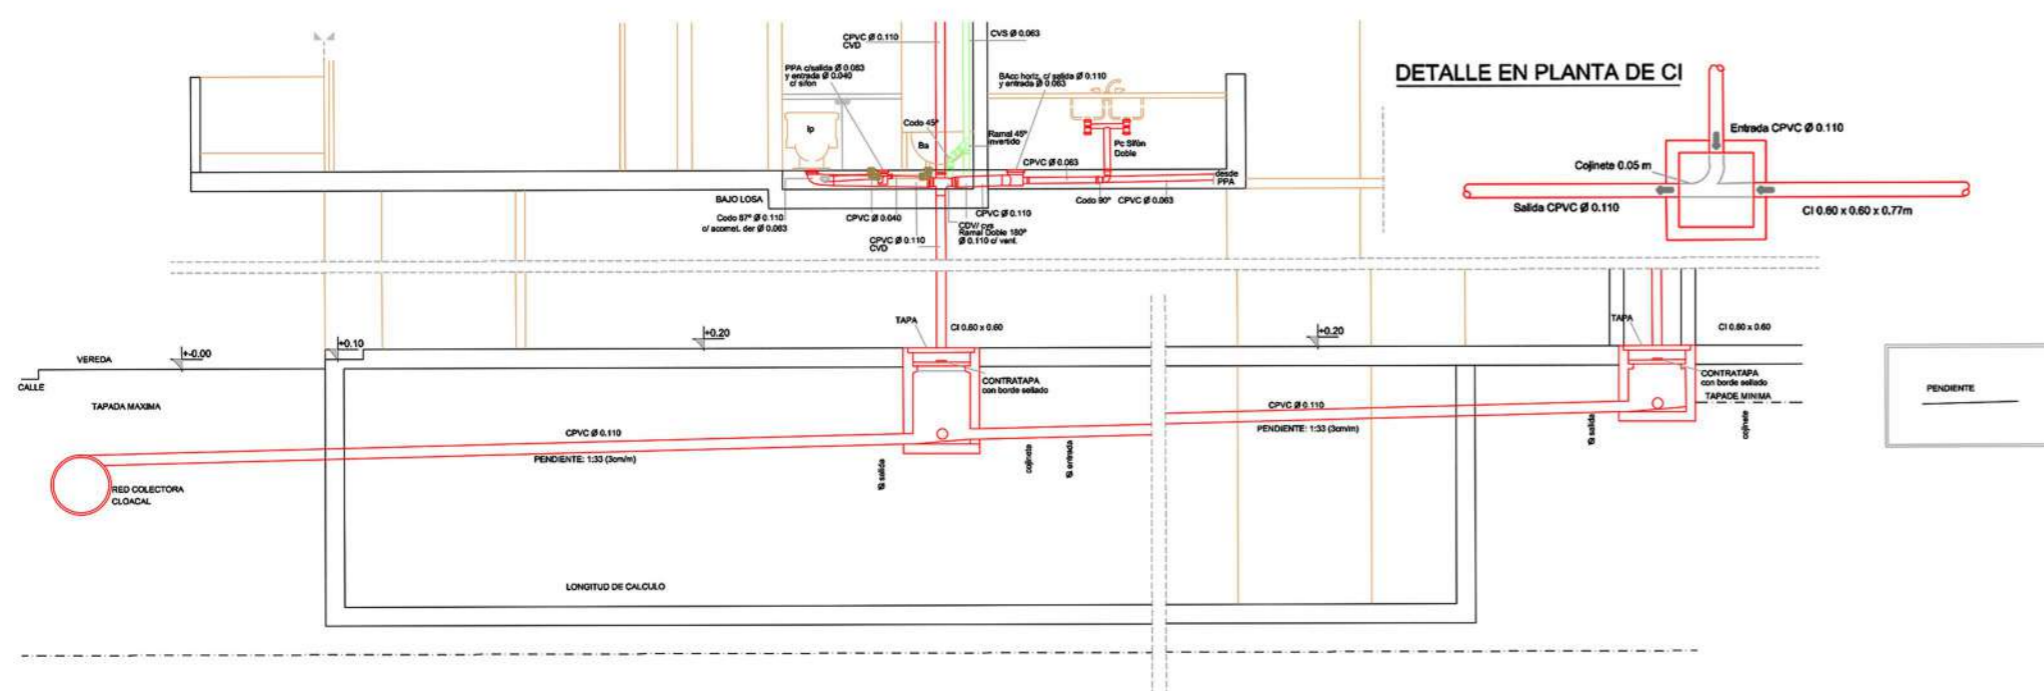 CPVC Ø 0.110
CVD
CVS Ø 0.063
PPA c/salida Ø 0.063
y entrada Ø 0.040
c/ sifon
BAcc horiz. c/ salida Ø 0.110
y entrada Ø 0.063
DETALLE EN PLANTA DE CI
Ip
Codo 45º
Ba
Ramal 45º
invertido
Pc Sifón
Doble
Entrada CPVC Ø 0.110
CPVC Ø 0.063
desde
PPA
Cojinete 0.05 m
BAJO LOSA
Codo 87º Ø 0.110
c/ acomet. der Ø 0.063
CPVC Ø 0.040
CPVC Ø 0.110
CVD
CPVC Ø 0.110
CDV/ cvs
Ramal Doble 180º
Ø 0.110 c/ vent.
Codo 90º
CPVC Ø 0.063
Salida CPVC Ø 0.110
CI 0.60 x 0.60 x 0.77m
TAPA
CI 0.60 x 0.60
TAPA
CI 0.60 x 0.60
+0.10
+0.20
+0.20
VEREDA
+-0.00
CALLE
TAPADA MAXIMA
CONTRATAPA
con borde sellado
CONTRATAPA
con borde sellado
TAPADE MINIMA
PENDIENTE
CPVC Ø 0.110
PENDIENTE: 1:33 (3cm/m)
CPVC Ø 0.110
PENDIENTE: 1:33 (3cm/m)
salida
cojinete
entrada
salida
cojinete
RED COLECTORA
CLOACAL
LONGITUD DE CALCULO